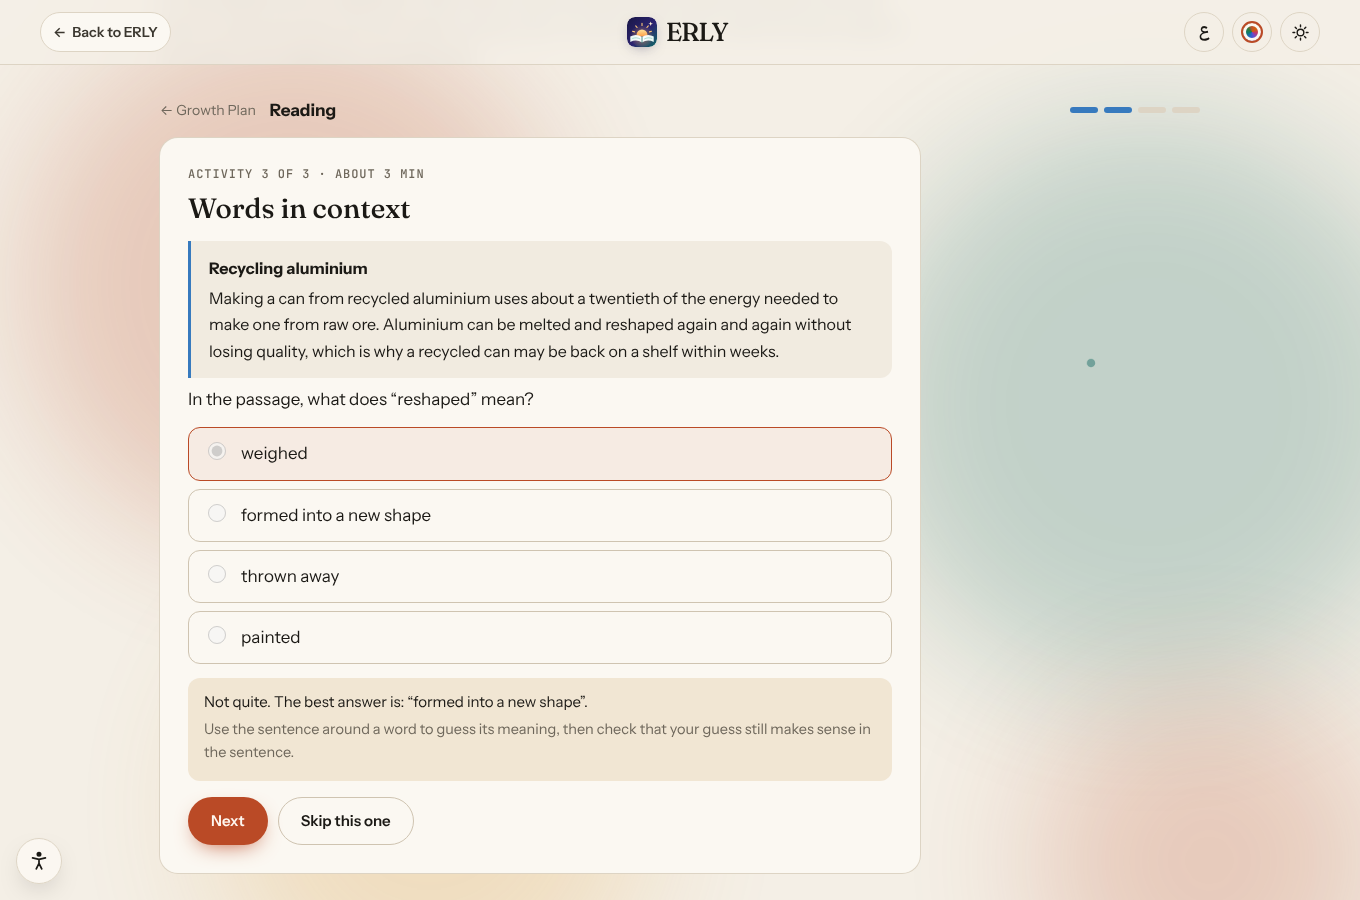 ← Back to ERLY
ERLY
ع
← Growth Plan Reading
ACTIVITY 3 OF 3 · ABOUT 3 MIN
Words in context
Recycling aluminium
Making a can from recycled aluminium uses about a twentieth of the energy needed to
make one from raw ore. Aluminium can be melted and reshaped again and again without
losing quality, which is why a recycled can may be back on a shelf within weeks.
In the passage, what does “reshaped” mean?
weighed
formed into a new shape
thrown away
painted
Not quite. The best answer is: “formed into a new shape”.
Use the sentence around a word to guess its meaning, then check that your guess still makes sense in
the sentence.
Next Skip this one